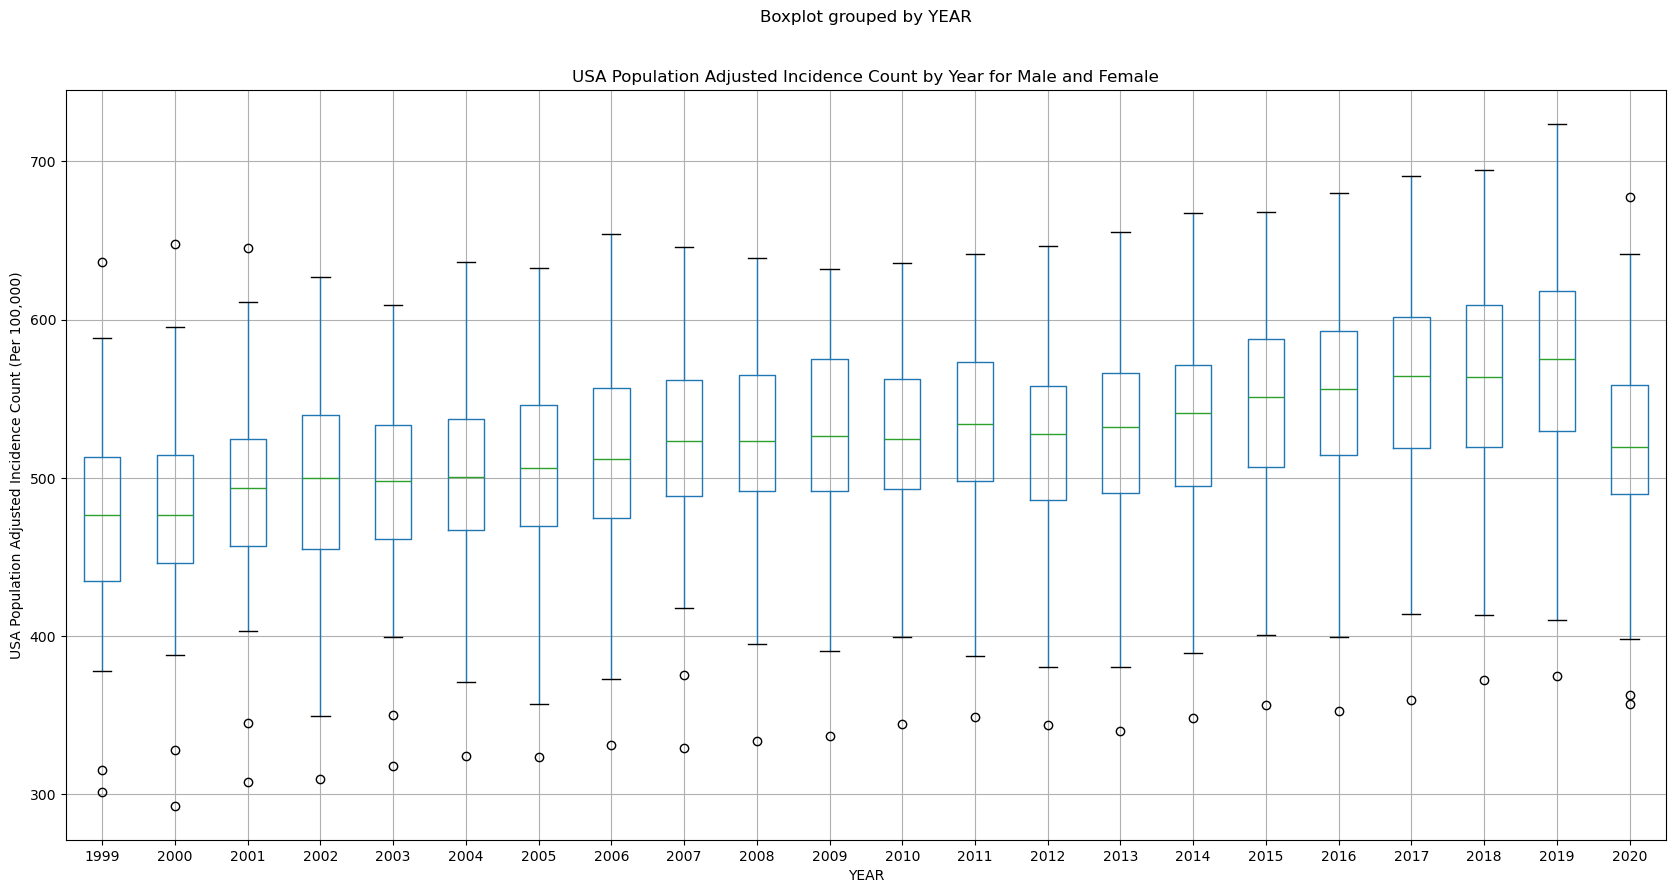 Boxplot grouped by YEAR
USA Population Adjusted Incidence Count by Year for Male and Female
USA Population Adjusted Incidence Count (Per 100,000)
700
600
500
400
300
1999 2000 2001 2002 2003 2004 2005 2006 2007 2008 2009 2010 2011 2012 2013 2014 2015 2016 2017 2018 2019 2020
YEAR